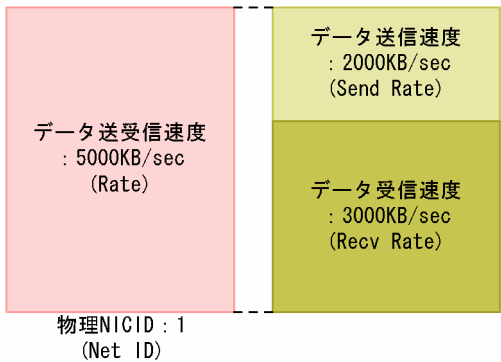 データ送受信速度
：5000KB/sec
(Rate)
物理NICID：1
(Net ID)
データ送信速度
：2000KB/sec
(Send Rate)
データ受信速度
：3000KB/sec
(Recv Rate)